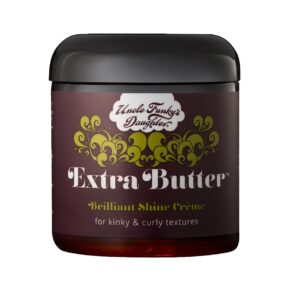 Uncle Funky's
Daughter
Extra Butter™
Brilliant Shine Crème
for kinky & curly textures